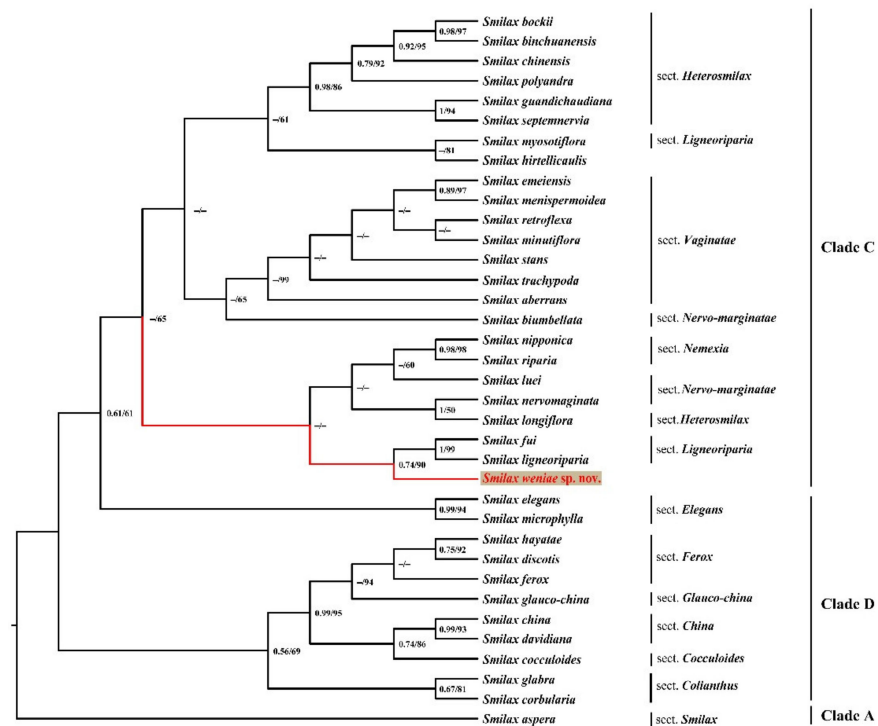 Smilax bockii
0.98/97
Smilax binchuanensis
0.92/95
Smilax chinensis
0.79/92
Smilax polyandra
sect. Heterosmilax
0.98/86
Smilax guandichaudiana
1/94
Smilax septemnervia
--/61
Smilax myosotiflora
sect. Ligneoriparia
--/81
Smilax hirtellicaulis
Smilax emeiensis
0.89/97
Smilax menispermoidea
--/--
Smilax retroflexa
--/--
--/--
Smilax minutiflora
sect. Vaginatae
Clade C
--/--
Smilax stans
--/--
Smilax trachypoda
--/99
Smilax aberrans
--/65
Smilax biumbellata
sect. Nervo-marginatae
--/65
Smilax nipponica
0.98/98
sect. Nemexia
Smilax riparia
--/60
Smilax luei
--/--
sect. Nervo-marginatae
Smilax nervomaginata
1/50
0.61/61
Smilax longiflora
sect.Heterosmilax
--/--
Smilax fui
1/99
sect. Ligneoriparia
Smilax ligneoriparia
0.74/90
Smilax weniae sp. nov.
Smilax elegans
0.99/94
sect. Elegans
Smilax microphylla
Smilax hayatae
0.75/92
Smilax discotis
sect. Ferox
--/--
Smilax ferox
--/94
Smilax glauco-china
sect. Glauco-china
Clade D
0.99/95
Smilax china
0.99/93
sect. China
Smilax davidiana
0.74/86
0.56/69
Smilax cocculoides
sect. Cocculoides
Smilax glabra
0.67/81
sect. Colianthus
Smilax corbularia
Smilax aspera
sect. Smilax
Clade A